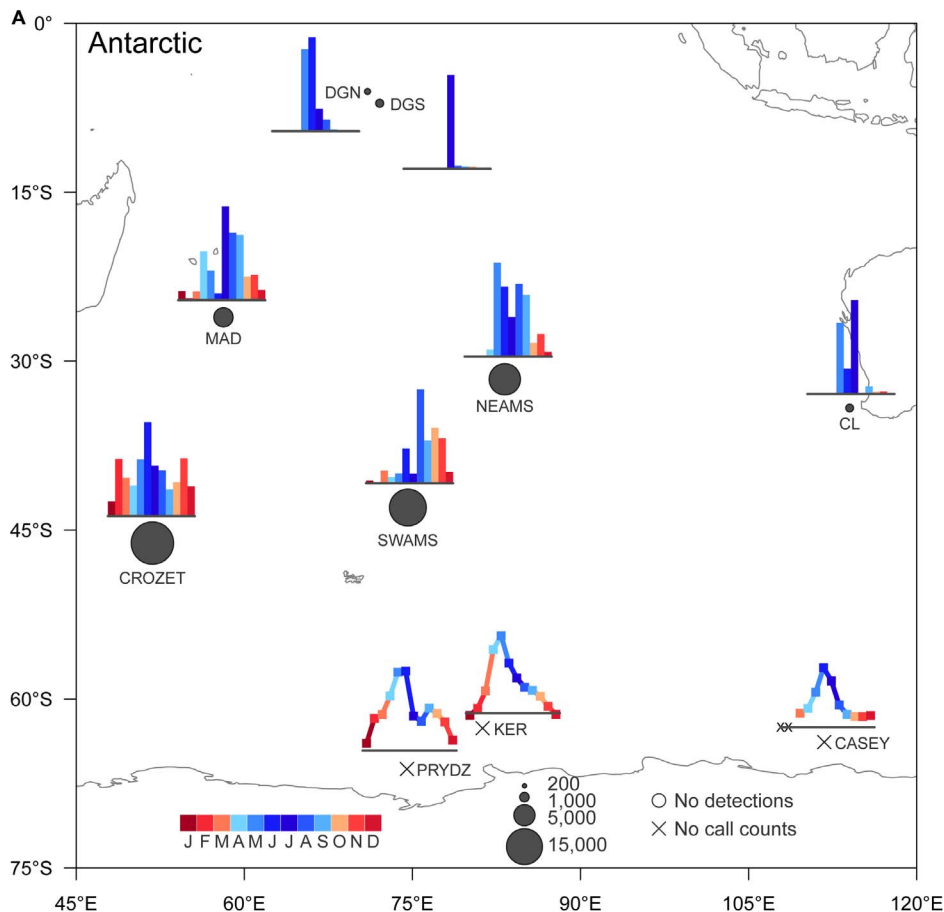 A
0°
Antarctic
DGN
DGS
15°S
MAD
30°S
NEAMS
CL
SWAMS
45°S
CROZET
60°S
KER
CASEY
PRYDZ
200
1,000
5,000
15,000
No detections
No call counts
J F M A M J J A S O N D
75°S
45°E 60°E 75°E 90°E 105°E 120°E